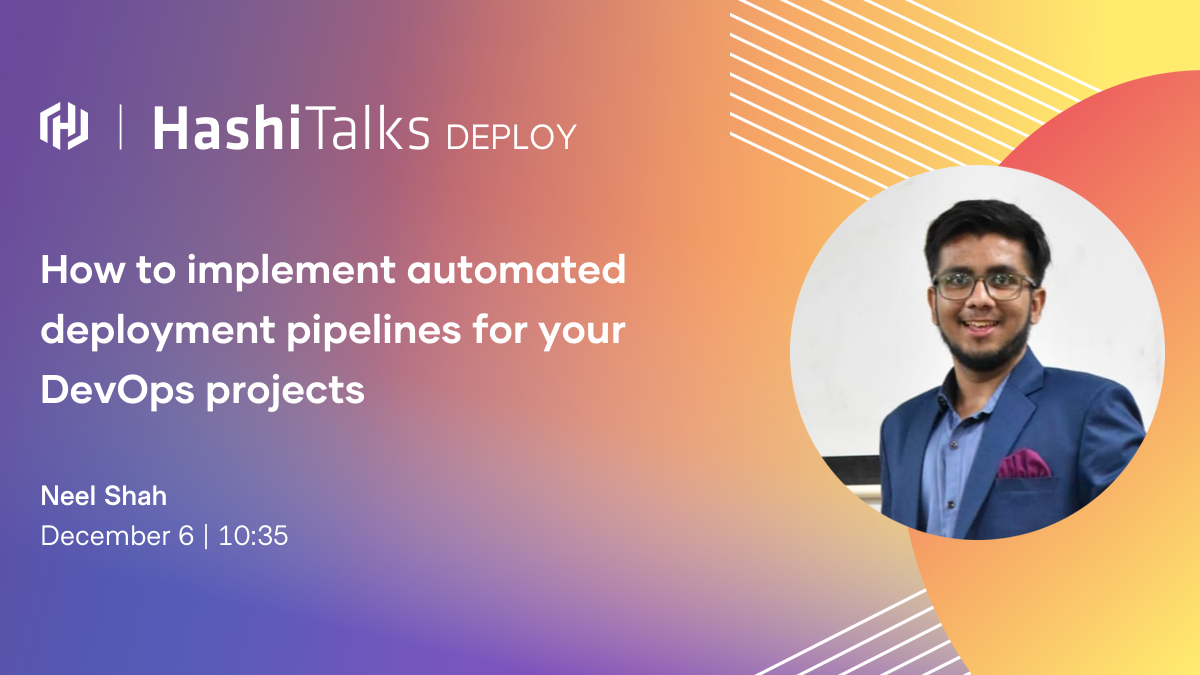 HashiTalks DEPLOY
How to implement automated
deployment pipelines for your
DevOps projects
Neel Shah
December 6 | 10:35